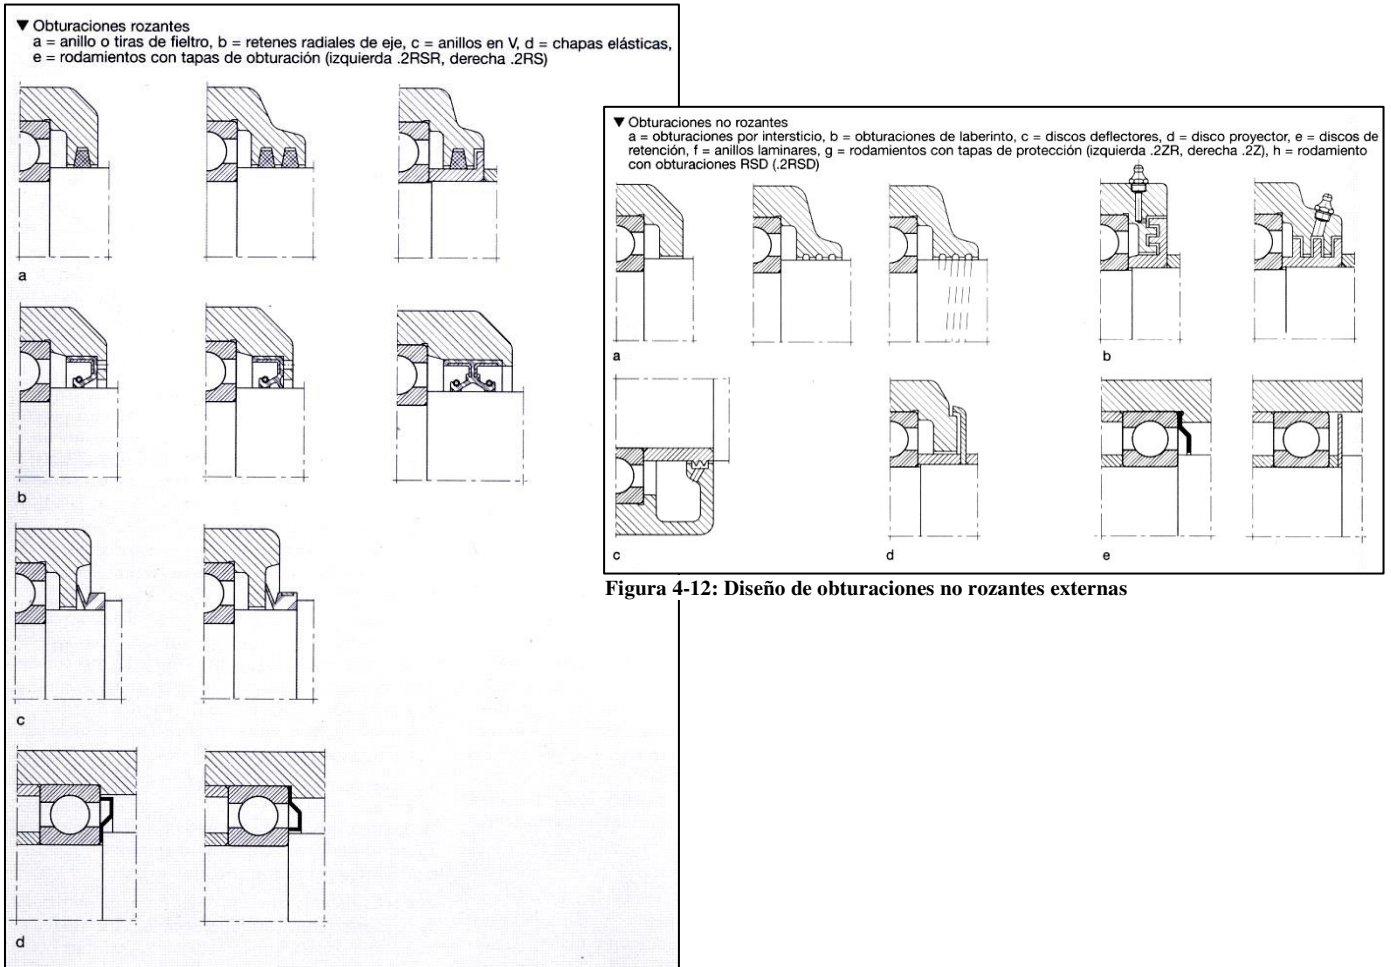 ▼ Obturaciones rozantes
a = anillo o tiras de fieltro, b = retenes radiales de eje, c = anillos en V, d = chapas elásticas,
e = rodamientos con tapas de obturación (izquierda .2RSR, derecha .2RS)
a
b
c
d
▼ Obturaciones no rozantes
a = obturaciones por intersticio, b = obturaciones de laberinto, c = discos deflectores, d = disco proyector, e = discos de
retención, f = anillos laminares, g = rodamientos con tapas de protección (izquierda .2ZR, derecha .2Z), h = rodamiento
con obturaciones RSD (.2RSD)
a
b
c
d
e
Figura 4-12: Diseño de obturaciones no rozantes externas